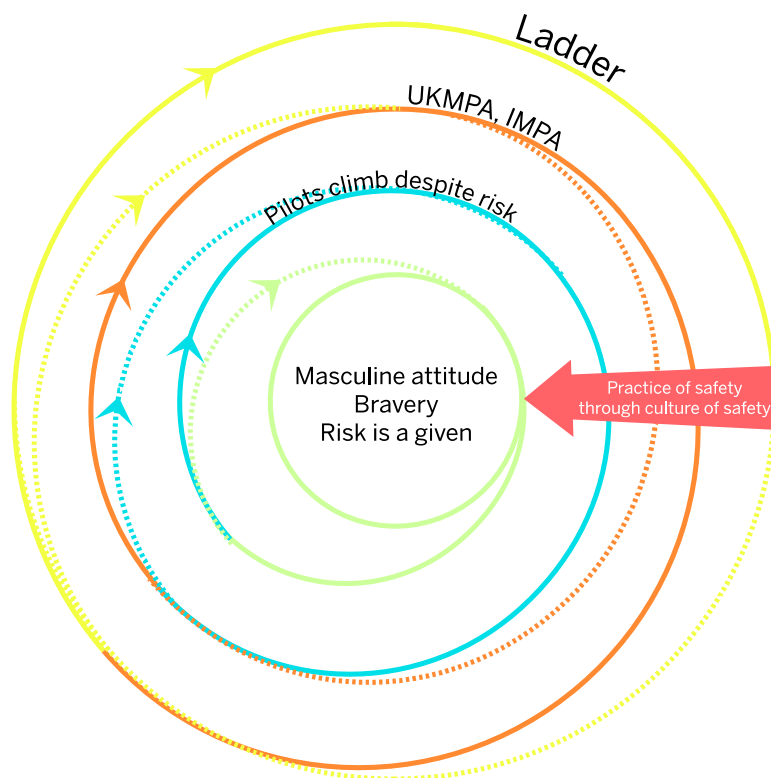 Ladder
UKMPA, IMPA
Pilots climb despite risk
Masculine attitude
Bravery
Risk is a given
Practice of safety
through culture of safety